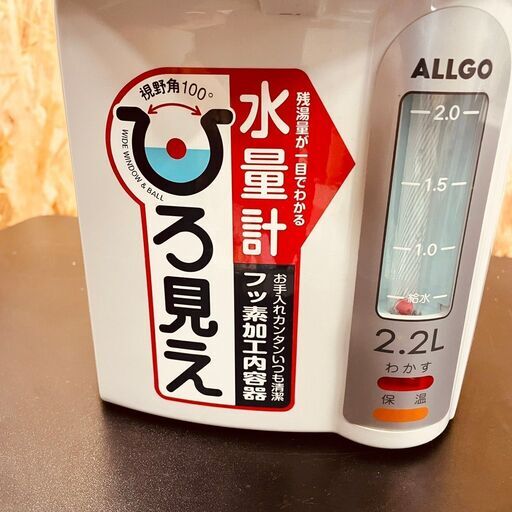 視野角100°
WIDE WINDOW & BALL
ひろ見え
水量計
残湯量が一目でわかる
フッ素加工内容器
お手入れカンタンいつも清潔
ALLGO
2.0
1.5
1.0
給水
2.2L
わかす
保温